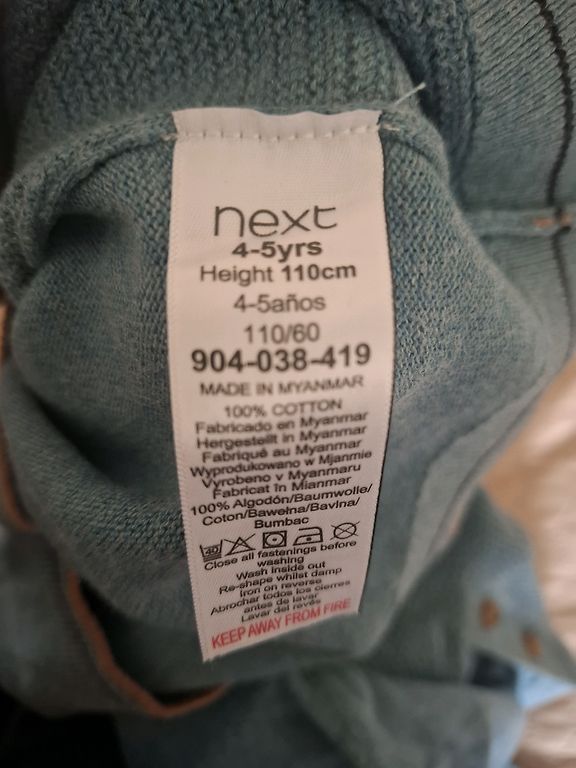 next
4-5yrs
Height 110cm
4-5años
110/60
904-038-419
MADE IN MYANMAR
100% COTTON
Fabricado en Myanmar
Hergestellt in Myanmar
Fabriqué au Myanmar
Wyprodukowano w Mjanmie
Vyrobeno v Myanmaru
Fabricat în Mianmar
100% Algodón/Baumwolle/
Coton/Bawełna/Bavlna/
Bumbac
40
Close all fastenings before
washing
Wash inside out
Re-shape whilst damp
Iron on reverse
Abrochar todos los cierres
antes de lavar
Lavar del revés
KEEP AWAY FROM FIRE